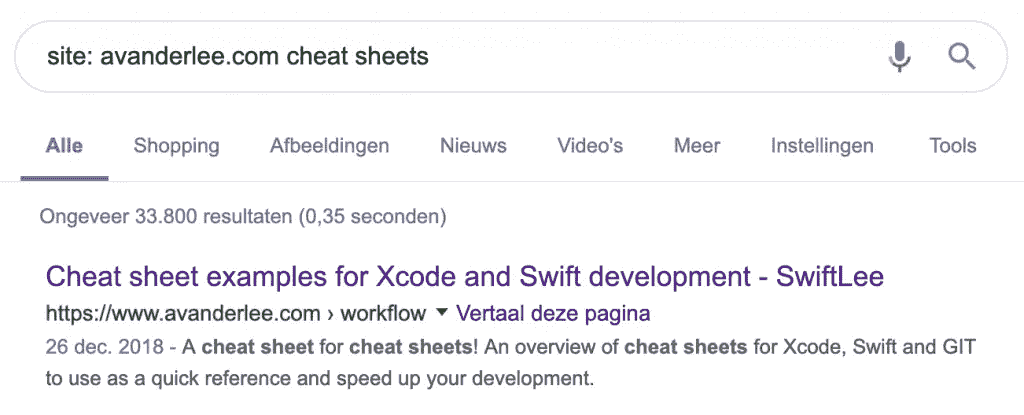 site: avanderlee.com cheat sheets
Alle Shopping Afbeeldingen Nieuws Video's Meer Instellingen Tools
Ongeveer 33.800 resultaten (0,35 seconden)
Cheat sheet examples for Xcode and Swift development - SwiftLee
https://www.avanderlee.com › workflow ▼ Vertaal deze pagina
26 dec. 2018 - A cheat sheet for cheat sheets! An overview of cheat sheets for Xcode, Swift and GIT
to use as a quick reference and speed up your development.